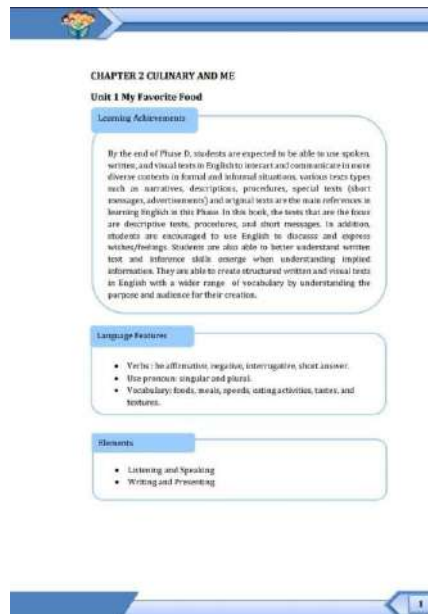 CHAPTER 2 CULINARY AND ME
Unit 1 My Favorite Food
Learning Achievements
By the end of Phase D, students are expected to be able to use spoken,
written, and visual texts in English to interact and communicate in more
diverse contexts in formal and informal situations, various texts types
such as narratives, descriptions, procedures, special texts (short
messages, advertisements) and original texts are the main references in
learning English in this Phase. In this book, the texts that are the focus
are descriptive texts, procedures, and short messages. In addition,
students are encouraged to use English to discuss and express
wishes/feelings. Students are also able to better understand written
text and inference skills emerge when understanding implied
information. They are able to create structured written and visual texts
in English with a wider range of vocabulary by understanding the
purpose and audience for their creation.
Language Features
• Verbs : be affirmative, negative, interrogative, short answer.
• Use pronoun: singular and plural.
• Vocabulary: foods, meals, speeds, eating activities, tastes, and
textures.
Elements
• Listening and Speaking
• Writing and Presenting
1